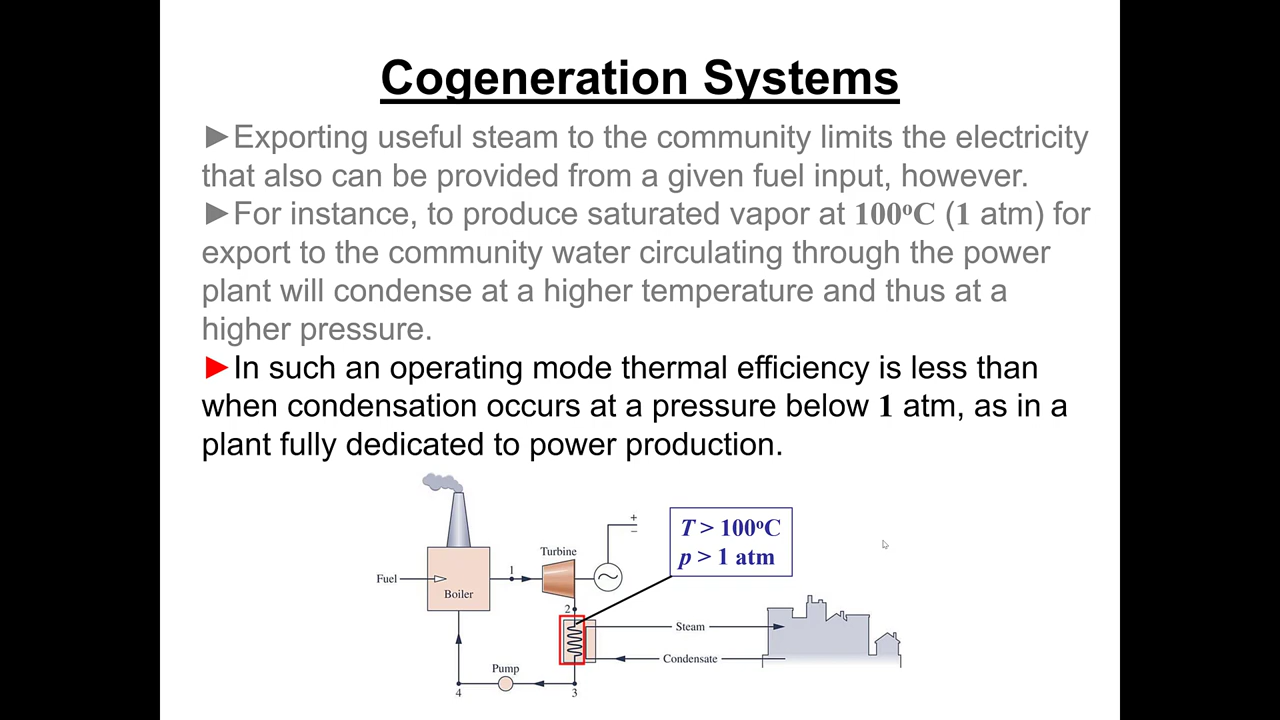 Cogeneration Systems
►Exporting useful steam to the community limits the electricity
that also can be provided from a given fuel input, however.
►For instance, to produce saturated vapor at 100ºC (1 atm) for
export to the community water circulating through the power
plant will condense at a higher temperature and thus at a
higher pressure.
►In such an operating mode thermal efficiency is less than
when condensation occurs at a pressure below 1 atm, as in a
plant fully dedicated to power production.
T > 100ºC
p > 1 atm
+
–
Turbine
1
Fuel
Boiler
2
Steam
Condensate
Pump
4
3